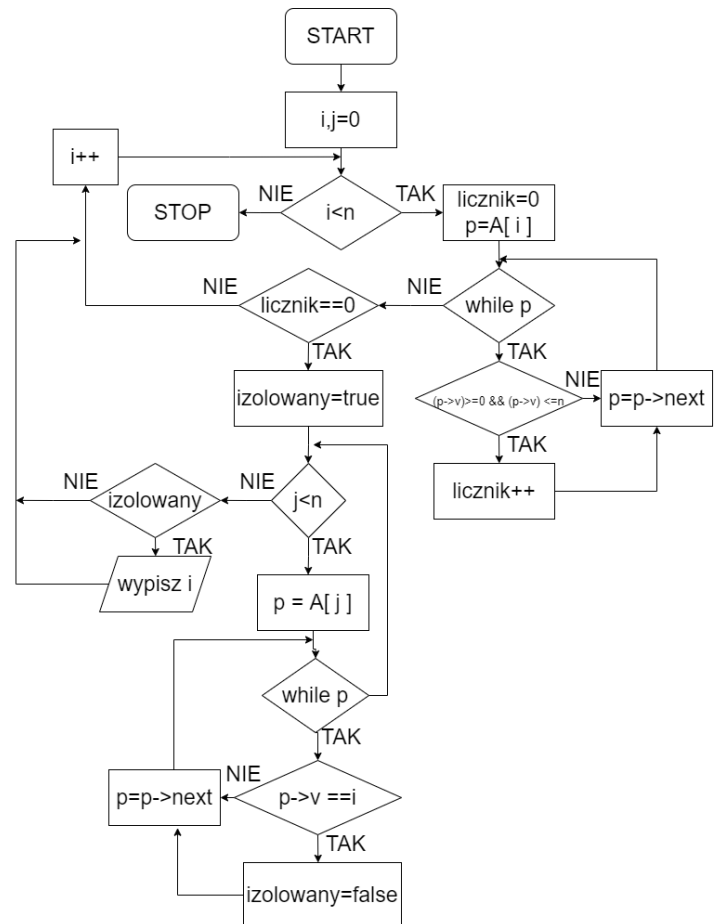 START
i,j=0
i++
NIE
TAK
STOP
i<n
licznik=0
p=A[ i ]
NIE
NIE
licznik==0
while p
TAK
TAK
NIE
izolowany=true
(p->v)>=0 && (p->v) <=n
p=p->next
TAK
NIE
NIE
izolowany
j<n
licznik++
TAK
TAK
wypisz i
p = A[ j ]
while p
TAK
NIE
p=p->next
p->v ==i
TAK
izolowany=false